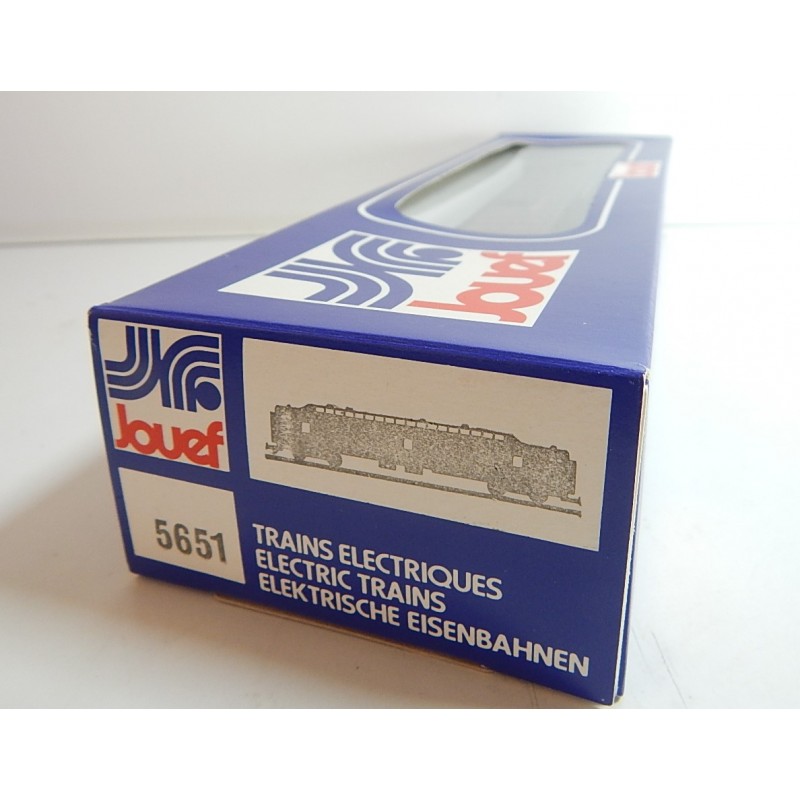 Jouef
Jouef
5651
TRAINS ELECTRIQUES
ELECTRIC TRAINS
ELEKTRISCHE EISENBAHNEN